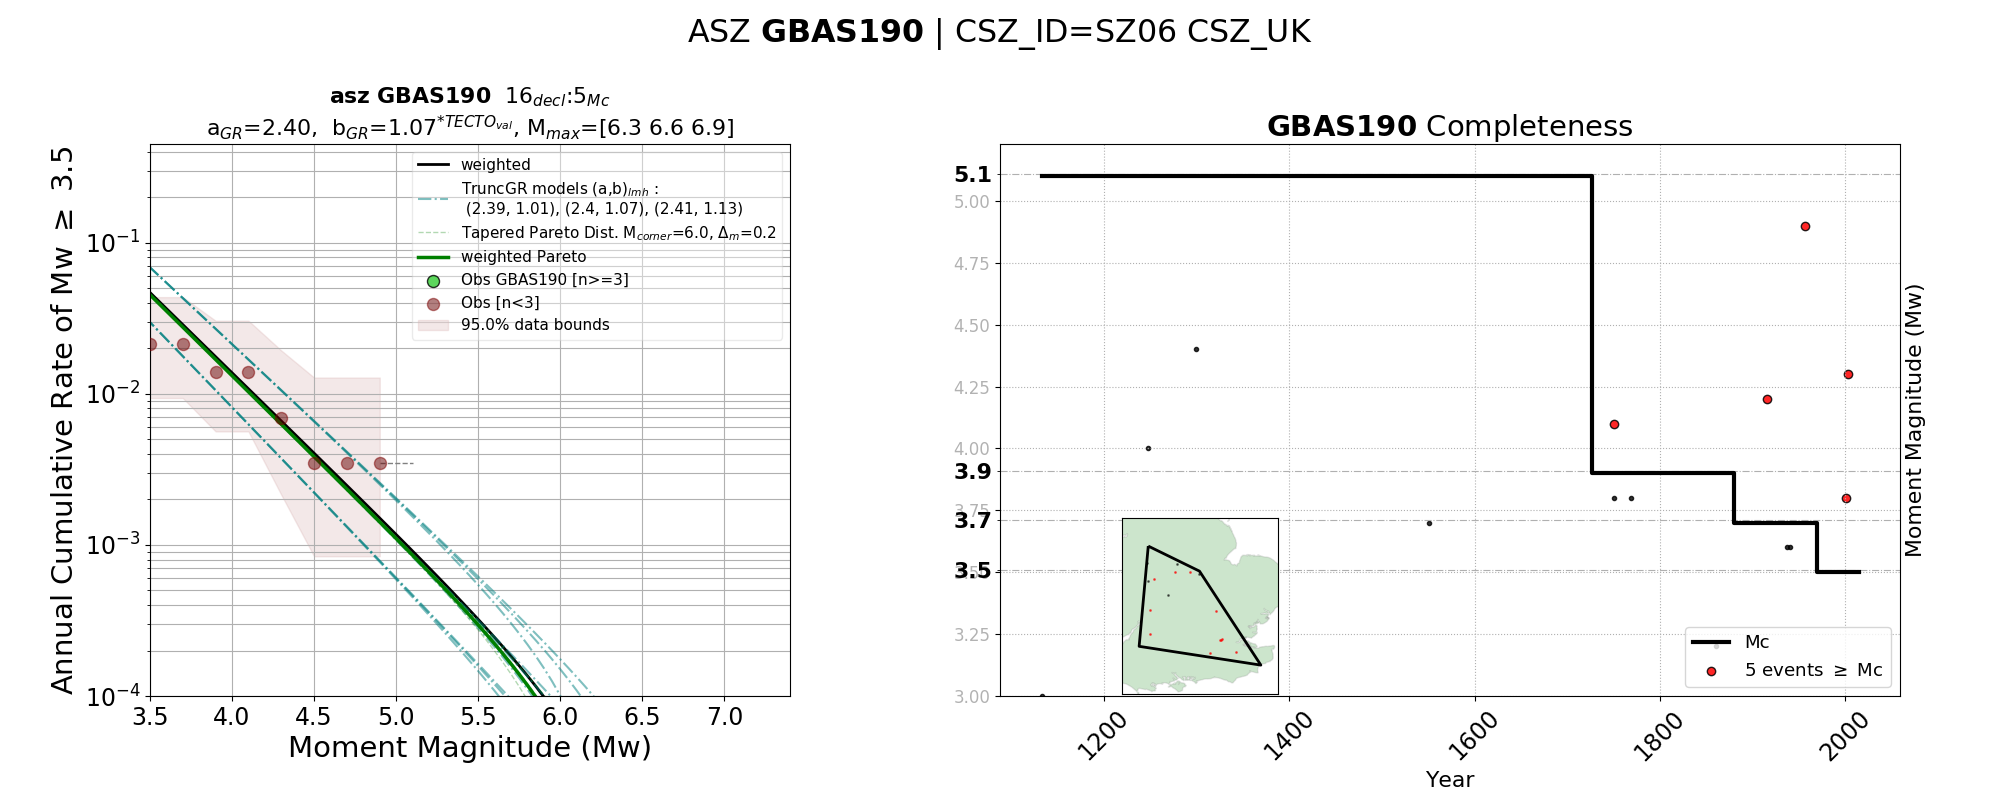 ASZ GBAS190 | CSZ_ID=SZ06 CSZ_UK
asz GBAS190 16decl:5Mc
aGR=2.40, bGR=1.07*TECTOval, Mmax=[6.3 6.6 6.9]
Annual Cumulative Rate of Mw ≥ 3.5
10−1
10−2
10−3
10−4
weighted
TruncGR models (a,b)lmh :
(2.39, 1.01), (2.4, 1.07), (2.41, 1.13)
Tapered Pareto Dist. Mcorner=6.0, Δm=0.2
weighted Pareto
Obs GBAS190 [n>=3]
Obs [n<3]
95.0% data bounds
3.5 4.0 4.5 5.0 5.5 6.0 6.5 7.0
Moment Magnitude (Mw)
GBAS190 Completeness
5.1
5.00
4.75
4.50
4.25
4.00
3.9
3.75
3.7
3.5
3.25
3.00
Mc
5 events ≥ Mc
1200 1400 1600 1800 2000
Year
Moment Magnitude (Mw)